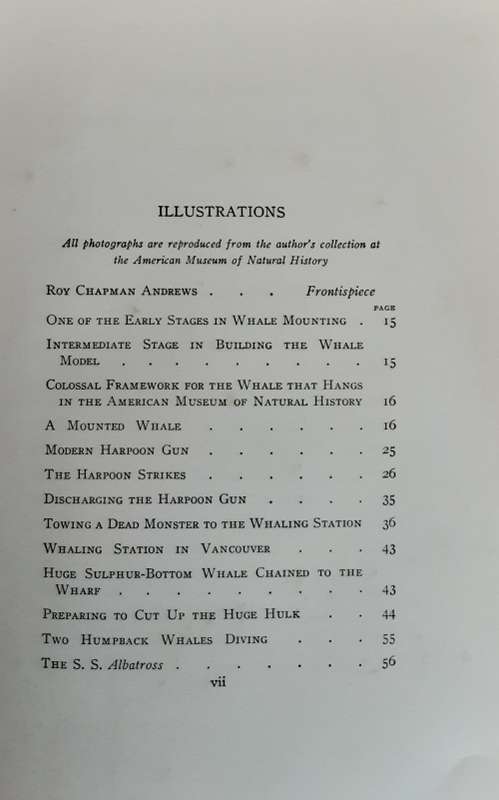 ILLUSTRATIONS
All photographs are reproduced from the author's collection at
the American Museum of Natural History
Roy Chapman Andrews . . . Frontispiece
PAGE
One of the Early Stages in Whale Mounting . 15
Intermediate Stage in Building the Whale
Model . . . . . . . . . 15
Colossal Framework for the Whale that Hangs
in the American Museum of Natural History 16
A Mounted Whale . . . . . . 16
Modern Harpoon Gun . . . . . . 25
The Harpoon Strikes . . . . . . 26
Discharging the Harpoon Gun . . . . 35
Towing a Dead Monster to the Whaling Station 36
Whaling Station in Vancouver . . . 43
Huge Sulphur-Bottom Whale Chained to the
Wharf . . . . . . . . . 43
Preparing to Cut Up the Huge Hulk . . 44
Two Humpback Whales Diving . . . 55
The S. S. Albatross . . . . . . . 56
vii